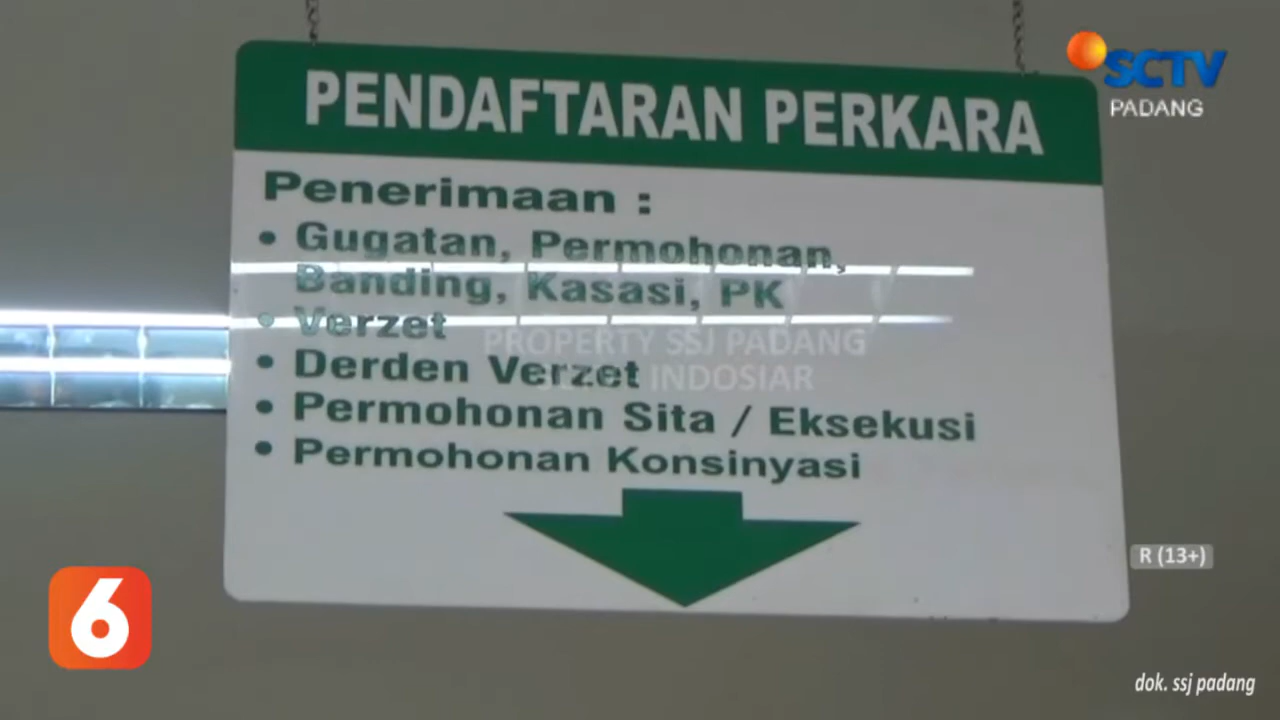 SCTV
PADANG
PENDAFTARAN PERKARA
Penerimaan :
• Gugatan, Permohonan,
Banding, Kasasi, PK
• Verzet
PROPERTY SSJ PADANG
• Derden Verzet
INDOSIAR
• Permohonan Sita / Eksekusi
• Permohonan Konsinyasi
R (13+)
6
dok. ssj padang